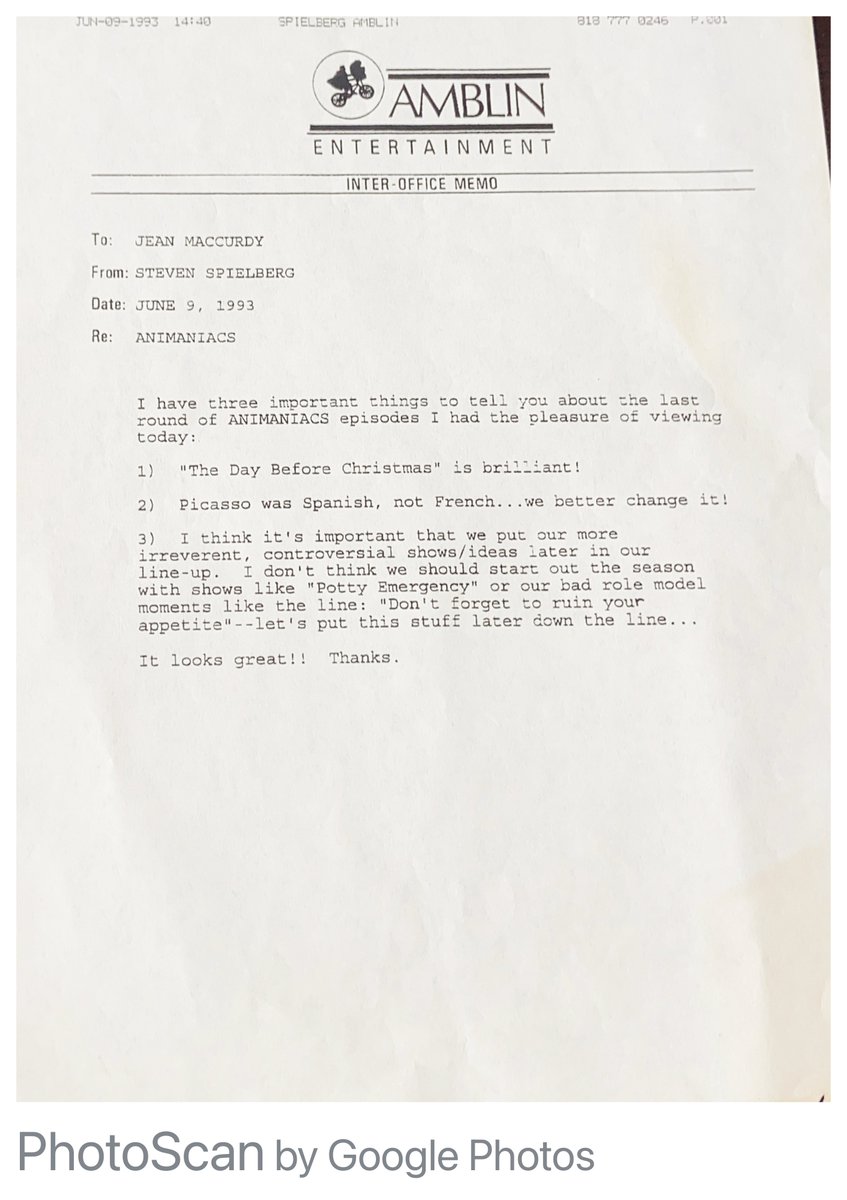 JUN-09-1993 14:40 SPIELBERG AMBLIN 818 777 0246 P.001
AMBLIN
ENTERTAINMENT
INTER-OFFICE MEMO
To: JEAN MACCURDY
From: STEVEN SPIELBERG
Date: JUNE 9, 1993
Re: ANIMANIACS
I have three important things to tell you about the last
round of ANIMANIACS episodes I had the pleasure of viewing
today:
1) "The Day Before Christmas" is brilliant!
2) Picasso was Spanish, not French...we better change it!
3) I think it's important that we put our more
irreverent, controversial shows/ideas later in our
line-up. I don't think we should start out the season
with shows like "Potty Emergency" or our bad role model
moments like the line: "Don't forget to ruin your
appetite"--let's put this stuff later down the line...
It looks great!! Thanks.
PhotoScan by Google Photos